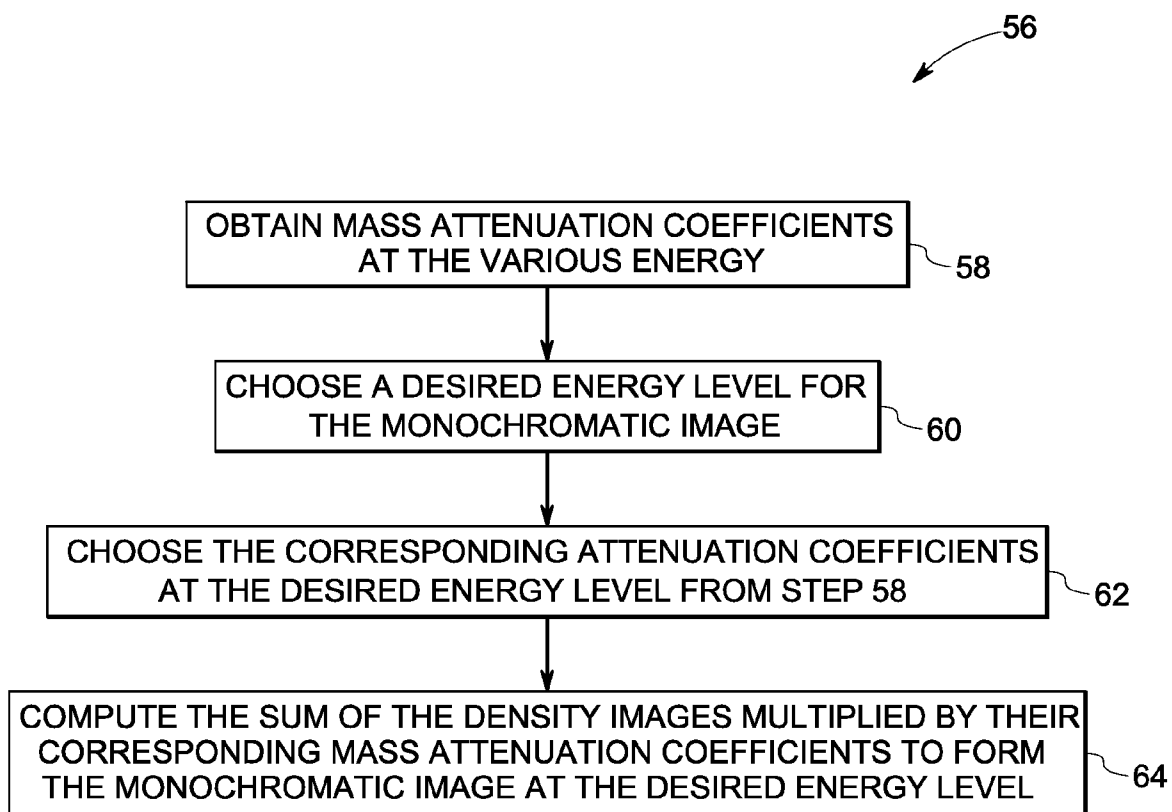 56
OBTAIN MASS ATTENUATION COEFFICIENTS
AT THE VARIOUS ENERGY
58
CHOOSE A DESIRED ENERGY LEVEL FOR
THE MONOCHROMATIC IMAGE
60
CHOOSE THE CORRESPONDING ATTENUATION COEFFICIENTS
AT THE DESIRED ENERGY LEVEL FROM STEP 58
62
COMPUTE THE SUM OF THE DENSITY IMAGES MULTIPLIED BY THEIR
CORRESPONDING MASS ATTENUATION COEFFICIENTS TO FORM
THE MONOCHROMATIC IMAGE AT THE DESIRED ENERGY LEVEL
64